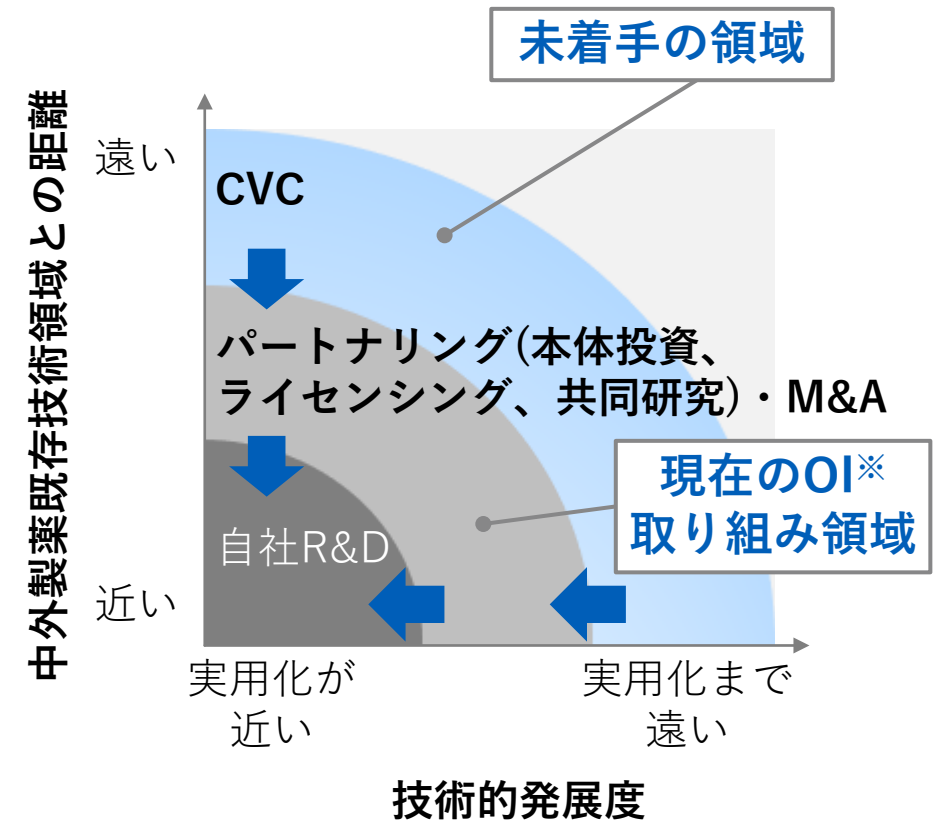 未着手の領域
中外製薬既存技術領域との距離
遠い
CVC
パートナリング(本体投資、
ライセンシング、共同研究)・M&A
現在のOI※
取り組み領域
自社R&D
近い
実用化が
近い
実用化まで
遠い
技術的発展度